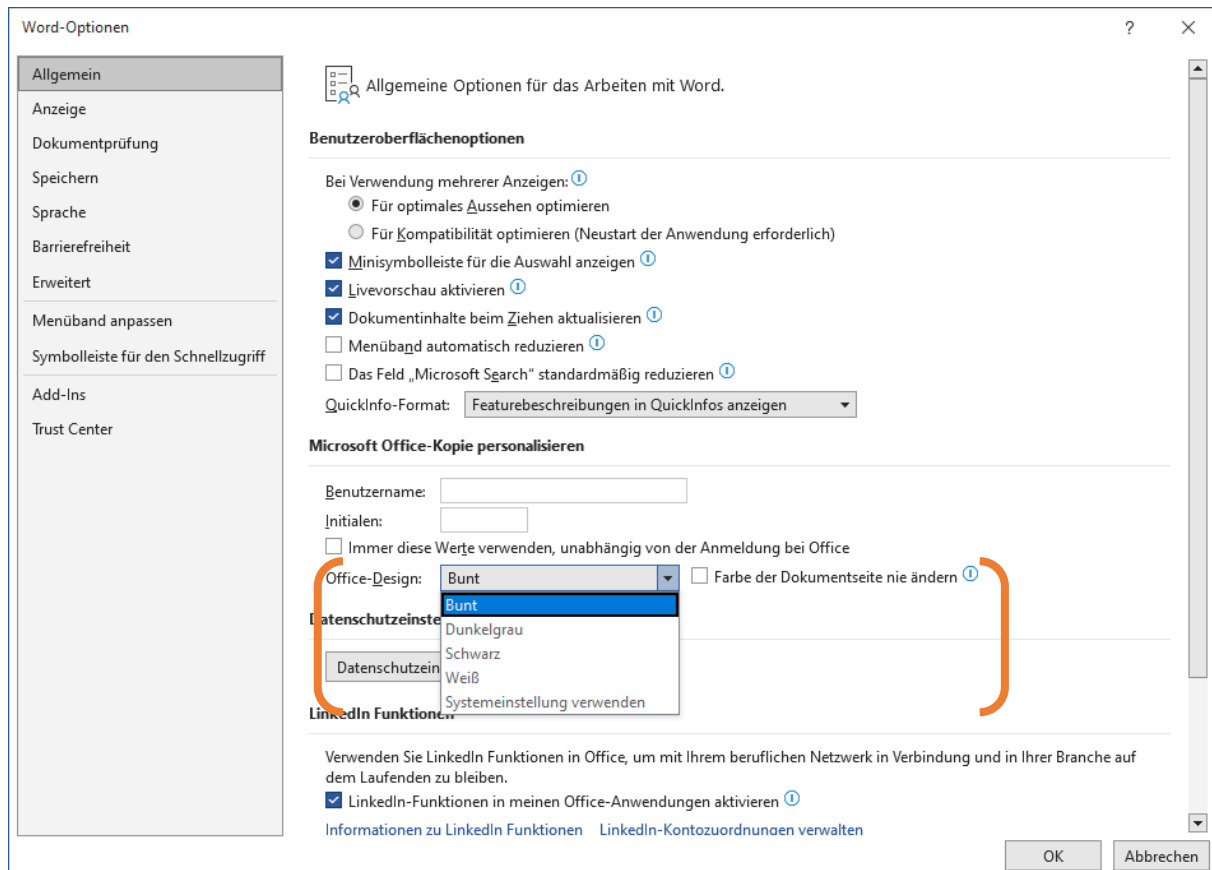 Word-Optionen
?
Allgemein
Anzeige
Dokumentprüfung
Speichern
Sprache
Barrierefreiheit
Erweitert
Menüband anpassen
Symbolleiste für den Schnellzugriff
Add-Ins
Trust Center
Allgemeine Optionen für das Arbeiten mit Word.
Benutzeroberflächenoptionen
Bei Verwendung mehrerer Anzeigen:
Für optimales Aussehen optimieren
Für Kompatibilität optimieren (Neustart der Anwendung erforderlich)
Minisymbolleiste für die Auswahl anzeigen
Livevorschau aktivieren
Dokumentinhalte beim Ziehen aktualisieren
Menüband automatisch reduzieren
Das Feld „Microsoft Search“ standardmäßig reduzieren
QuickInfo-Format: Featurebeschreibungen in QuickInfos anzeigen
Microsoft Office-Kopie personalisieren
Benutzername:
Initialen:
Immer diese Werte verwenden, unabhängig von der Anmeldung bei Office
Office-Design: Bunt Farbe der Dokumentseite nie ändern
Bunt
Datenschutzeinste
Dunkelgrau
Schwarz
Datenschutzein
Weiß
Systemeinstellung verwenden
LinkedIn Funktionen
Verwenden Sie LinkedIn Funktionen in Office, um mit Ihrem beruflichen Netzwerk in Verbindung und in Ihrer Branche auf
dem Laufenden zu bleiben.
LinkedIn-Funktionen in meinen Office-Anwendungen aktivieren
Informationen zu LinkedIn Funktionen LinkedIn-Kontozuordnungen verwalten
OK Abbrechen